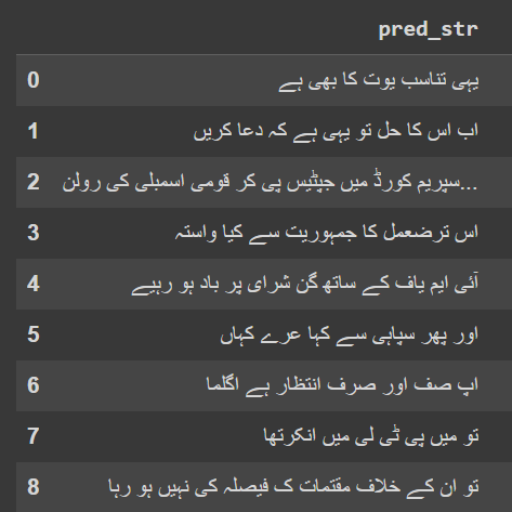 pred_str
0 یہی تناسب یوت کا بھی ہے
1 اب اس کا حل تو یہی ہے کہ دعا کریں
2 سپریم کورڈ میں جپٹیس پی کر قومی اسمبلی کی رولن...
3 اس ترضعمل کا جمہوریت سے کیا واستہ
4 آئی ایم یاف کے ساتھ گن شرای پر باد ہو رہیے
5 اور پھر سپاہی سے کہا عرے کہاں
6 اپ صف اور صرف انتظار ہے اگلما
7 تو میں پی ٹی لی میں انکرتھا
8 تو ان کے خلاف مقتمات ک فیصلہ کی نہیں ہو رہا